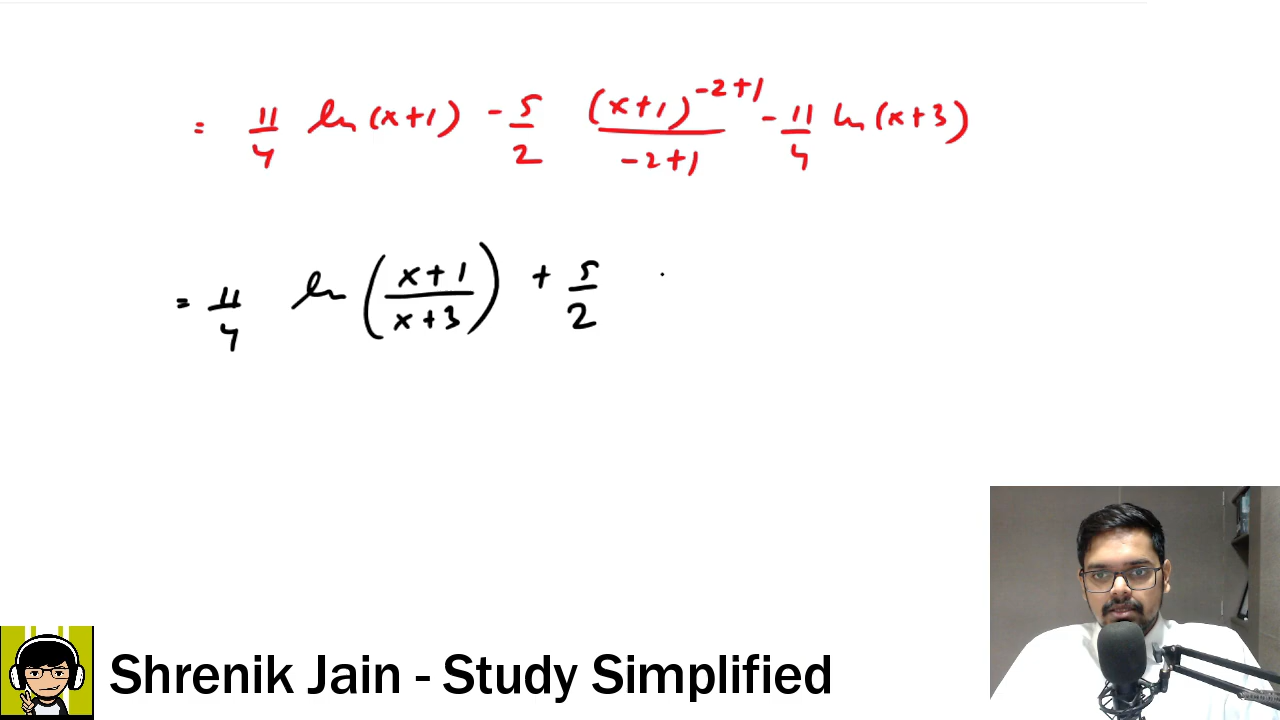 = 11/4 ln(x+1) - 5/2 (x+1)^{-2+1}/(-2+1) - 11/4 ln(x+3)
= 11/4 ln((x+1)/(x+3)) + 5/2
Shrenik Jain - Study Simplified